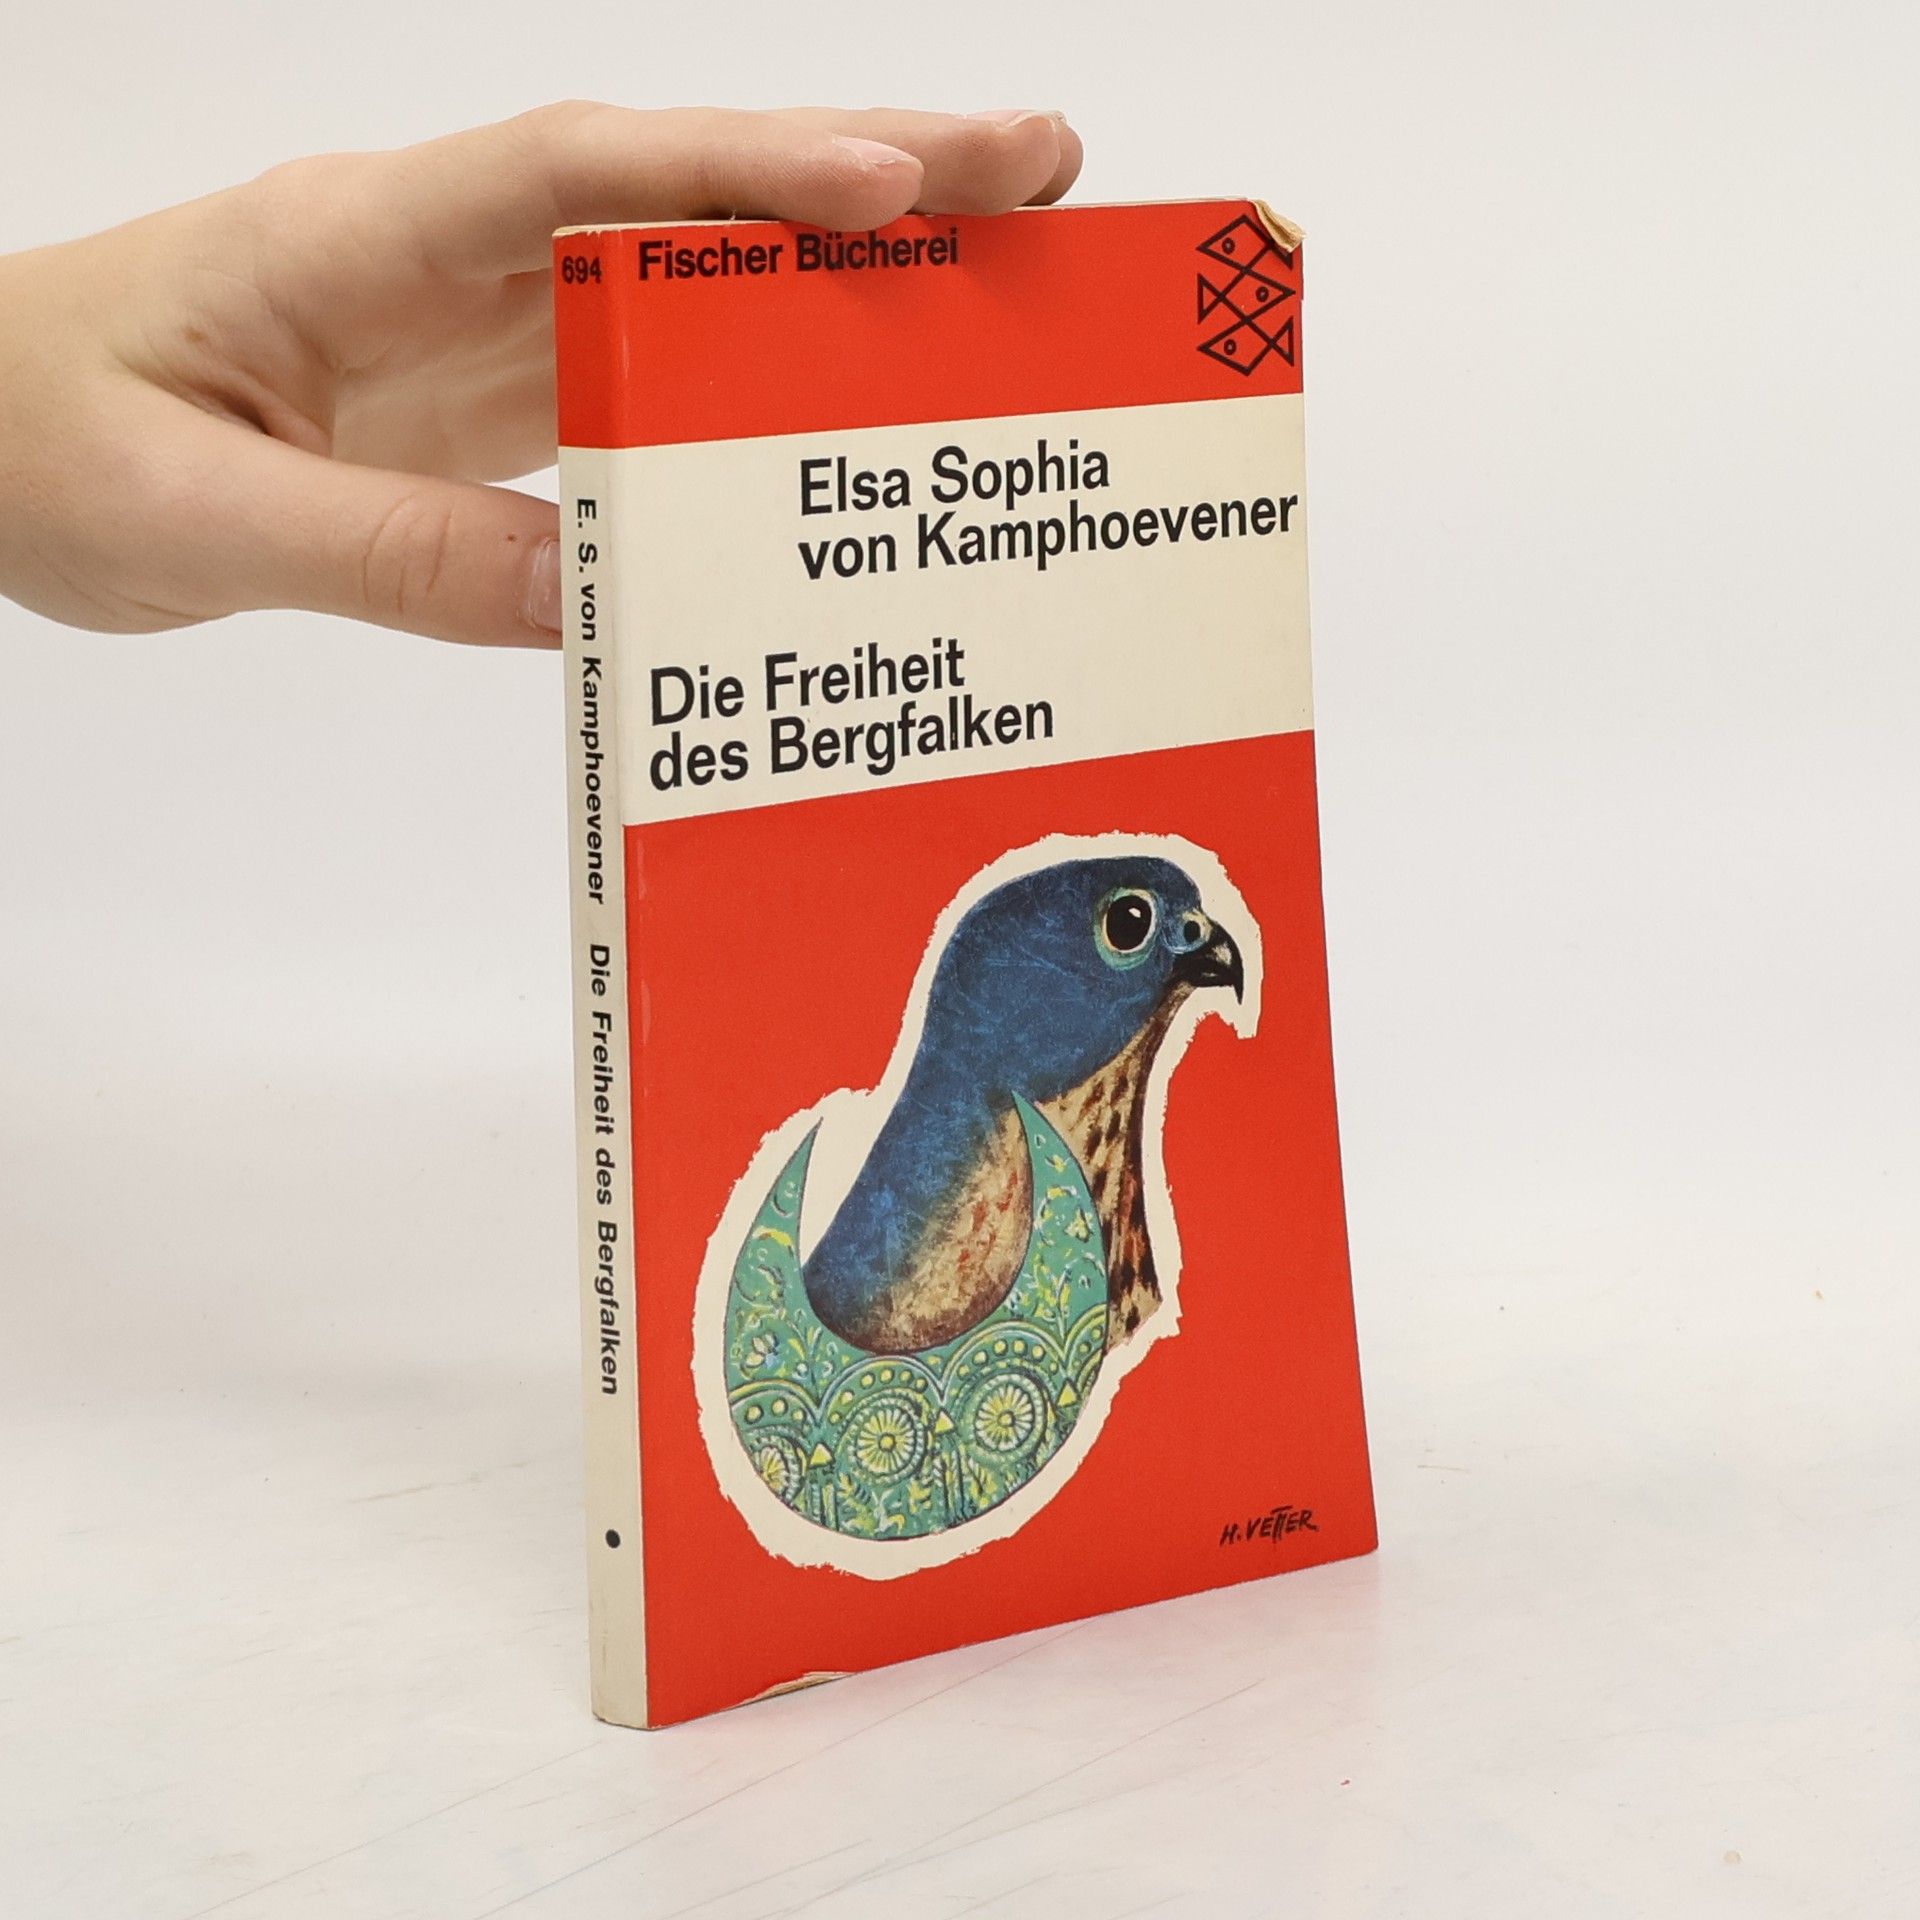 694
Fischer Bücherei
Elsa Sophia
von Kamphoevener
Die Freiheit
des Bergfalken
E. S. von Kamphoevener Die Freiheit des Bergfalken
H. VETTER